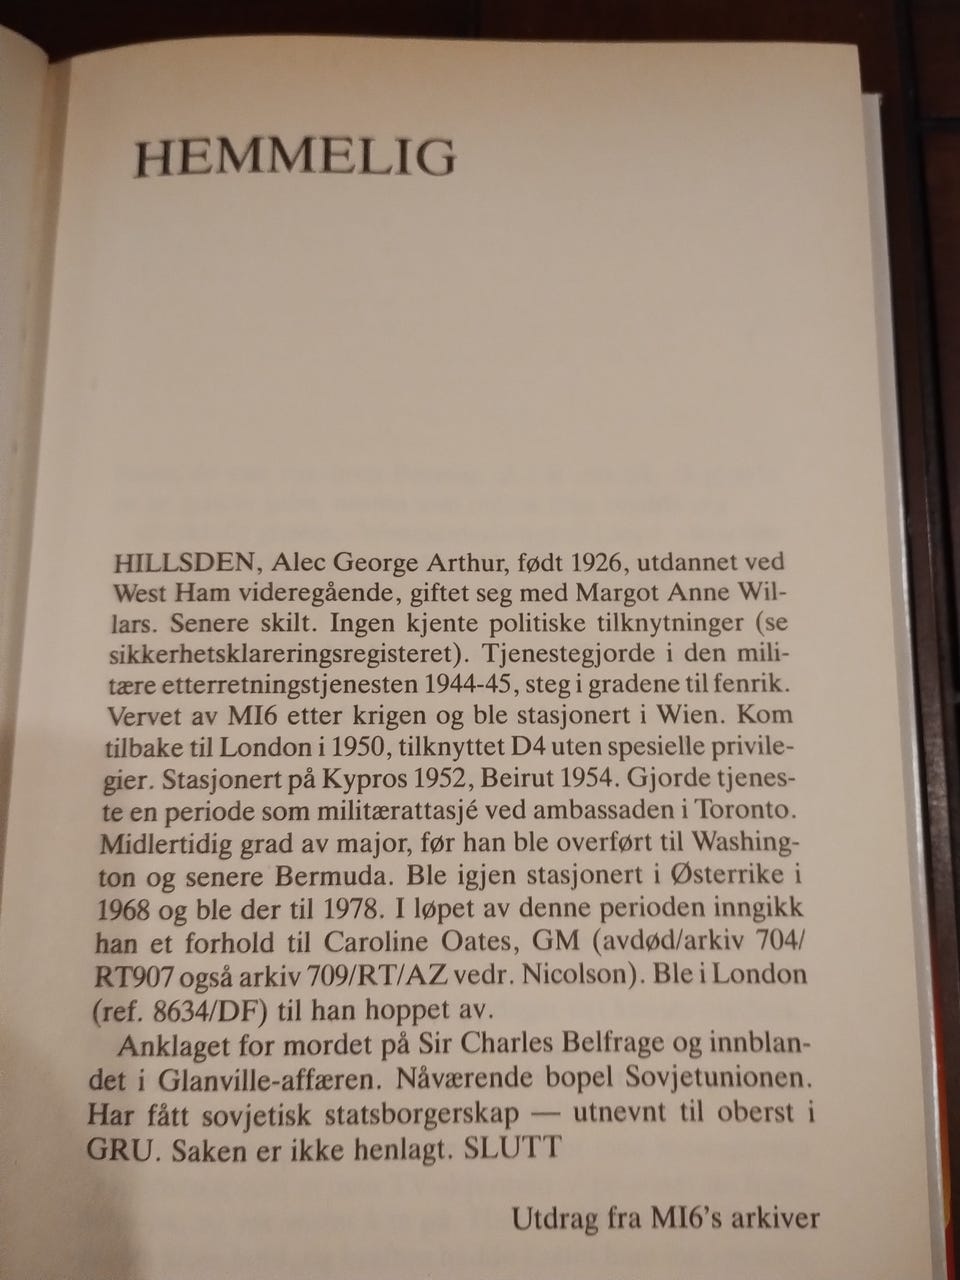 HEMMELIG
HILLSDEN, Alec George Arthur, født 1926, utdannet ved
West Ham videregående, giftet seg med Margot Anne Wil-
lars. Senere skilt. Ingen kjente politiske tilknytninger (se
sikkerhetsklareringsregisteret). Tjenestegjorde i den mili-
tære etterretningstjenesten 1944-45, steg i gradene til fenrik.
Vervet av MI6 etter krigen og ble stasjonert i Wien. Kom
tilbake til London i 1950, tilknyttet D4 uten spesielle privile-
gier. Stasjonert på Kypros 1952, Beirut 1954. Gjorde tjenes-
te en periode som militærattasjé ved ambassaden i Toronto.
Midlertidig grad av major, før han ble overført til Washing-
ton og senere Bermuda. Ble igjen stasjonert i Østerrike i
1968 og ble der til 1978. I løpet av denne perioden inngikk
han et forhold til Caroline Oates, GM (avdød/arkiv 704/
RT907 også arkiv 709/RT/AZ vedr. Nicolson). Ble i London
(ref. 8634/DF) til han hoppet av.
Anklaget for mordet på Sir Charles Belfrage og innblan-
det i Glanville-affæren. Nåværende bopel Sovjetunionen.
Har fått sovjetisk statsborgerskap — utnevnt til oberst i
GRU. Saken er ikke henlagt. SLUTT
Utdrag fra MI6's arkiver